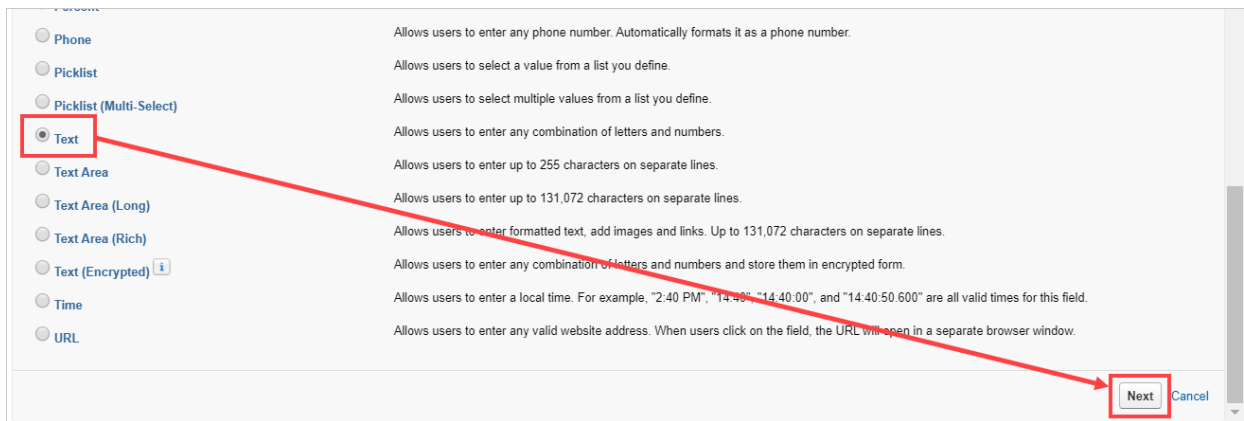 Percent
Phone Allows users to enter any phone number. Automatically formats it as a phone number.
Picklist Allows users to select a value from a list you define.
Picklist (Multi-Select) Allows users to select multiple values from a list you define.
Text Allows users to enter any combination of letters and numbers.
Text Area Allows users to enter up to 255 characters on separate lines.
Text Area (Long) Allows users to enter up to 131,072 characters on separate lines.
Text Area (Rich) Allows users to enter formatted text, add images and links. Up to 131,072 characters on separate lines.
Text (Encrypted) i Allows users to enter any combination of letters and numbers and store them in encrypted form.
Time Allows users to enter a local time. For example, "2:40 PM", "14:40", "14:40:00", and "14:40:50.600" are all valid times for this field.
URL Allows users to enter any valid website address. When users click on the field, the URL will open in a separate browser window.
Next Cancel